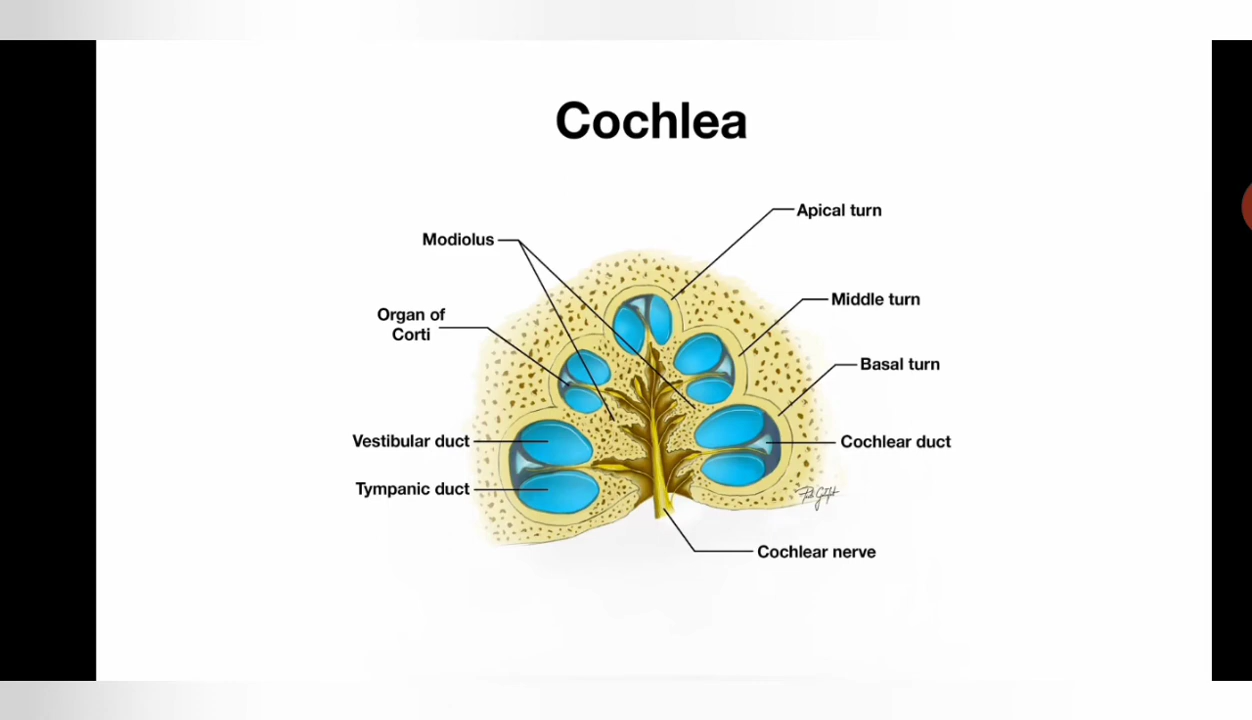 Cochlea
Apical turn
Modiolus
Middle turn
Organ of
Corti
Basal turn
Vestibular duct
Cochlear duct
Tympanic duct
Cochlear nerve